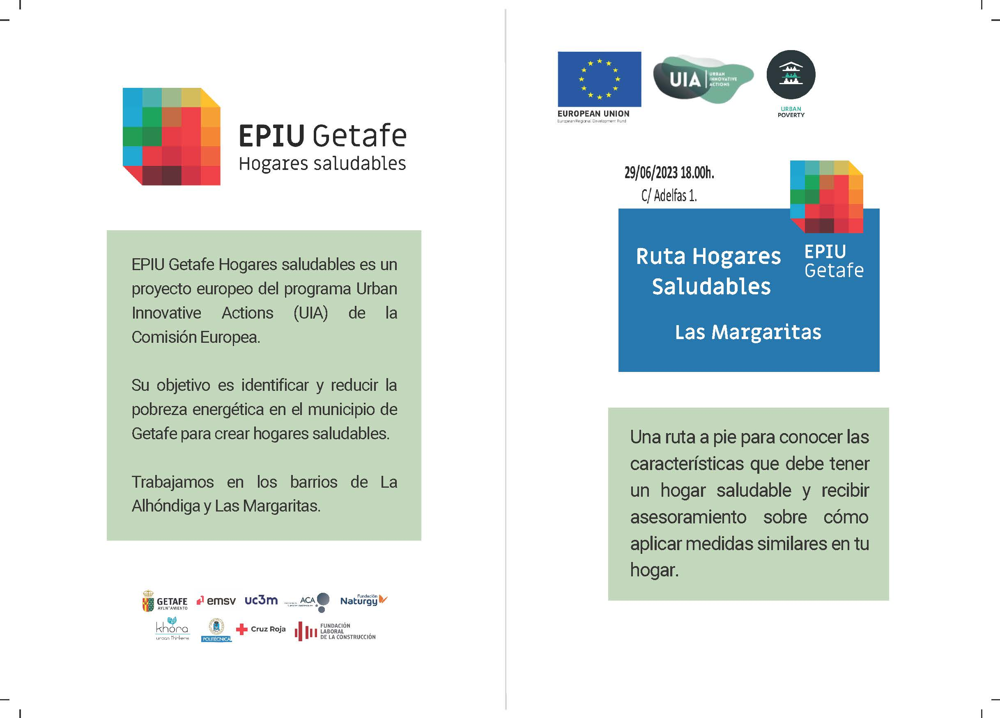 EPIU Getafe
Hogares saludables
EPIU Getafe Hogares saludables es un
proyecto europeo del programa Urban
Innovative Actions (UIA) de la
Comisión Europea.
Su objetivo es identificar y reducir la
pobreza energética en el municipio de
Getafe para crear hogares saludables.
Trabajamos en los barrios de La
Alhóndiga y Las Margaritas.
GETAFE
AYUNTAMIENTO
emsv
uc3m
ACA
Ciencias Ambientales
Fundación
Naturgy
khora
urban thinkers
POLITÉCNICA
Cruz Roja
FUNDACIÓN
LABORAL
DE LA CONSTRUCCIÓN
EUROPEAN UNION
European Regional Development Fund
UIA
URBAN
INNOVATIVE
ACTIONS
URBAN
POVERTY
29/06/2023 18.00h.
C/ Adelfas 1.
Ruta Hogares
Saludables
Las Margaritas
EPIU
Getafe
Una ruta a pie para conocer las
características que debe tener
un hogar saludable y recibir
asesoramiento sobre cómo
aplicar medidas similares en tu
hogar.